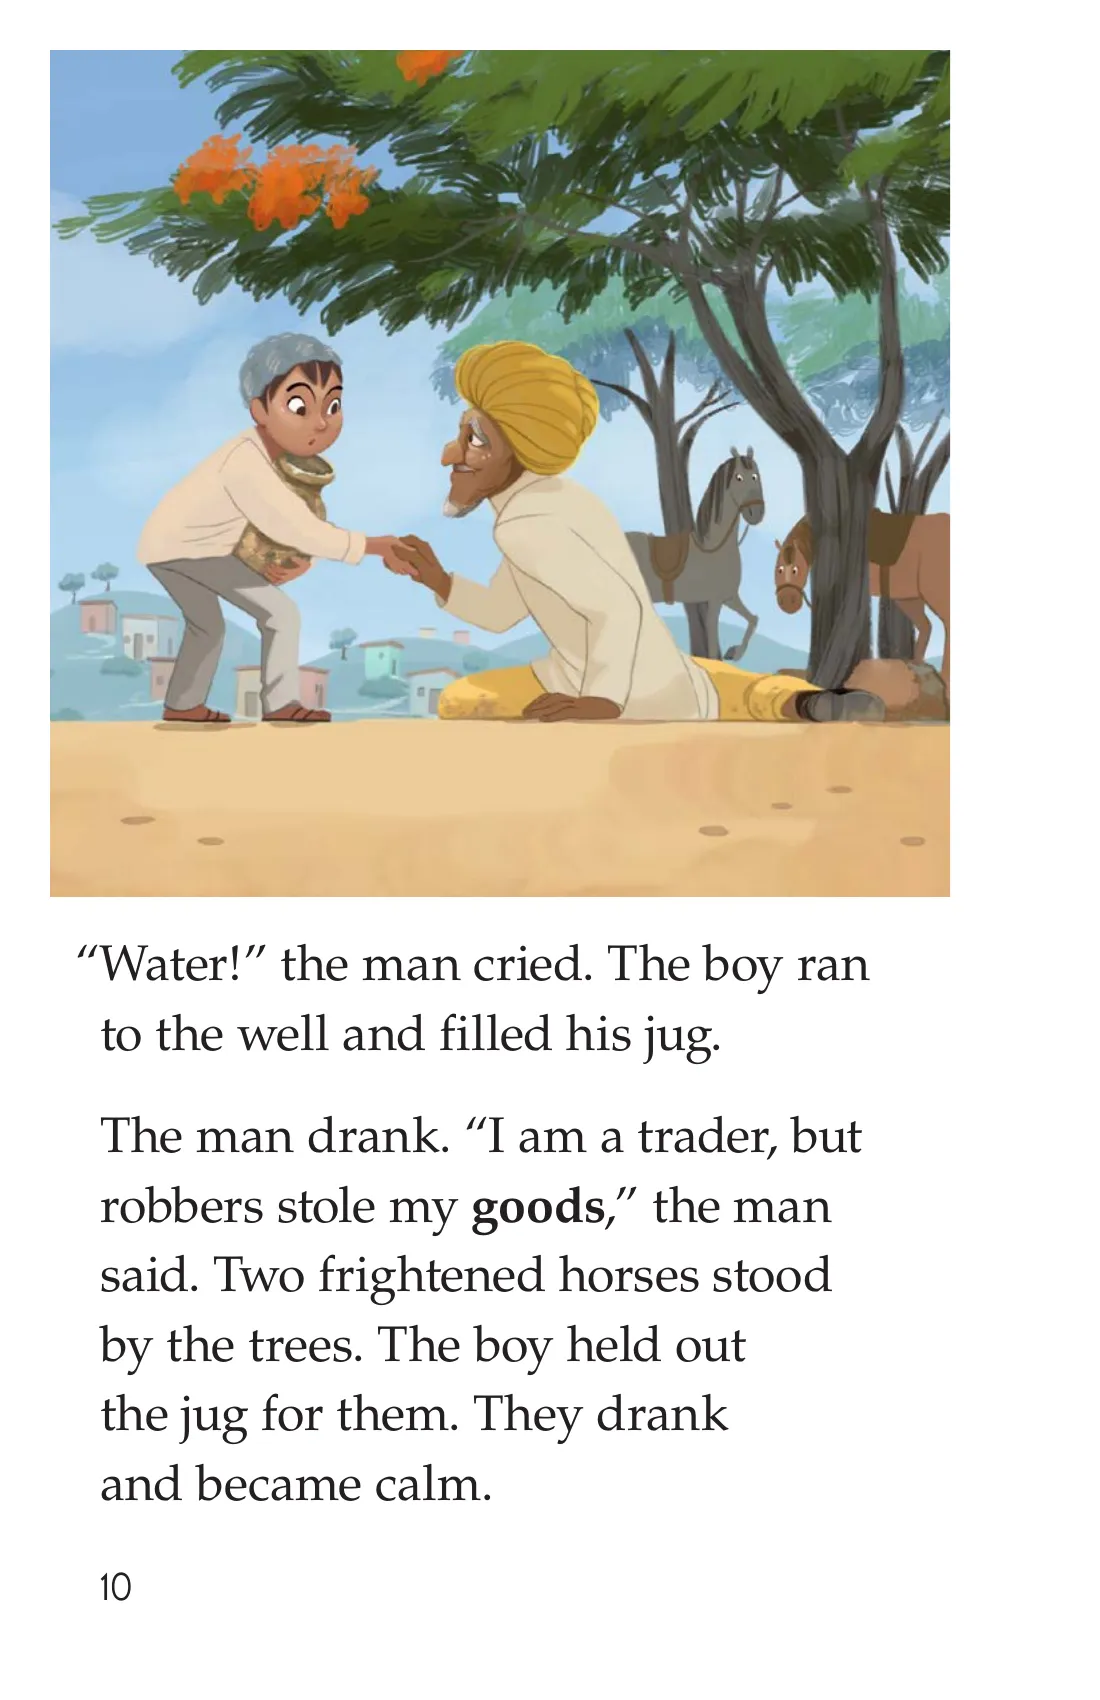 “Water!” the man cried. The boy ran
to the well and filled his jug.
The man drank. “I am a trader, but
robbers stole my goods,” the man
said. Two frightened horses stood
by the trees. The boy held out
the jug for them. They drank
and became calm.
10